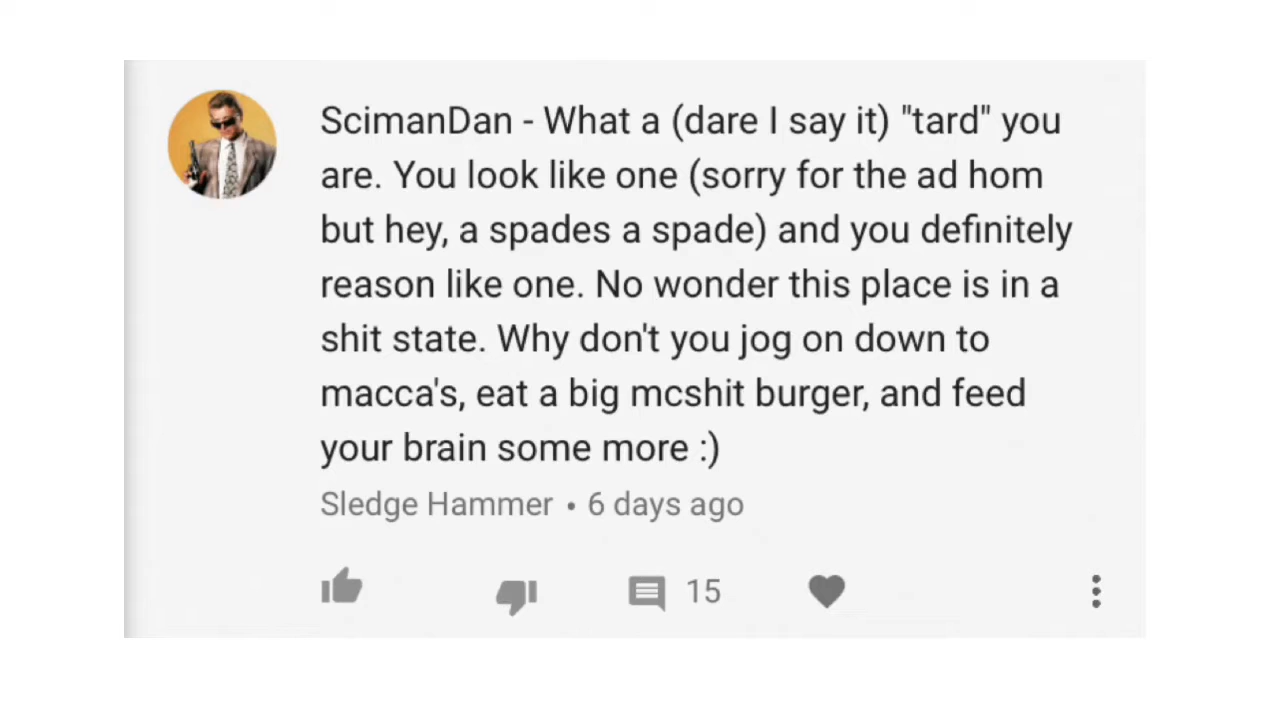 SciManDan - What a (dare I say it) "tard" you
are. You look like one (sorry for the ad hom
but hey, a spades a spade) and you definitely
reason like one. No wonder this place is in a
shit state. Why don't you jog on down to
macca's, eat a big mcshit burger, and feed
your brain some more :)
Sledge Hammer • 6 days ago
15